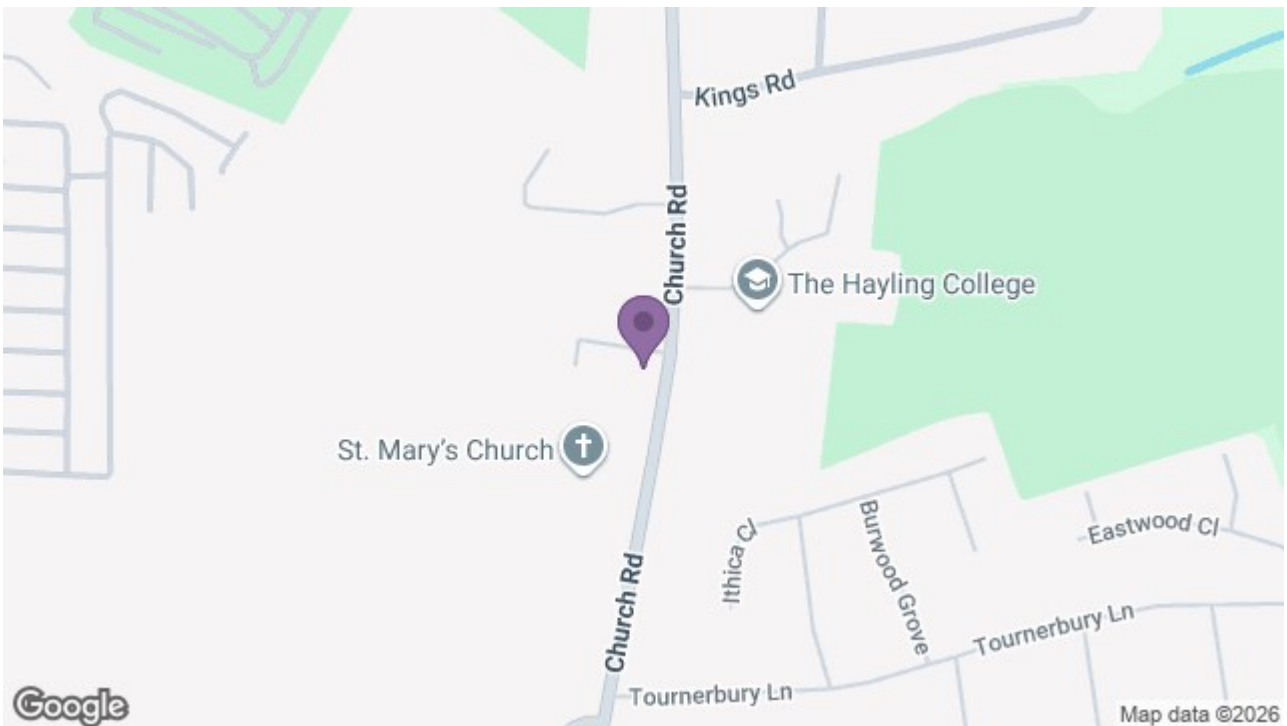 Kings Rd
Church Rd
The Hayling College
St. Mary's Church
Ithica Cl
Burwood Grove
Eastwood Cl
Church Rd
Tournerbury Ln
Tournerbury Ln
Google
Map data ©2026